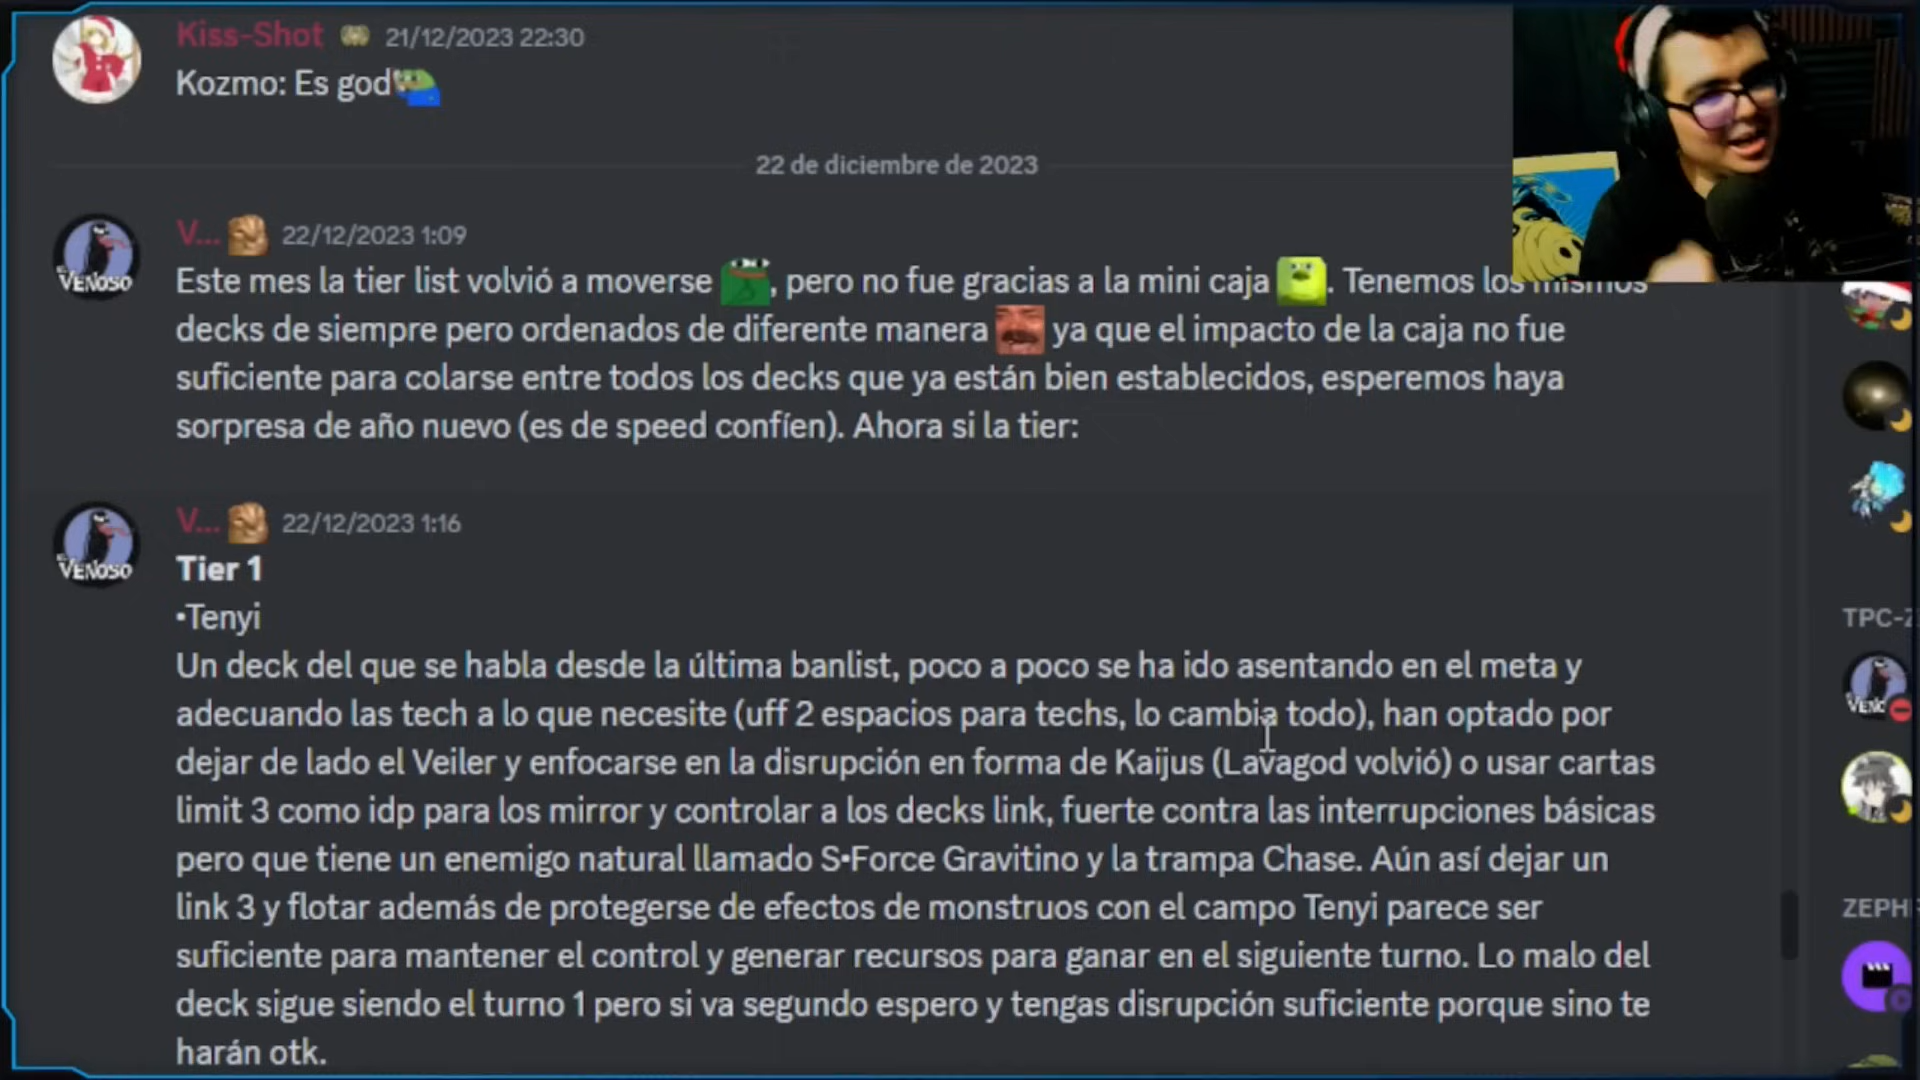 Kiss-Shot 21/12/2023 22:30
Kozmo: Es god
22 de diciembre de 2023
V... 22/12/2023 1:09
Este mes la tier list volvió a moverse , pero no fue gracias a la mini caja . Tenemos los mismos
decks de siempre pero ordenados de diferente manera ya que el impacto de la caja no fue
suficiente para colarse entre todos los decks que ya están bien establecidos, esperemos haya
sorpresa de año nuevo (es de speed confíen). Ahora si la tier:
VENOSO
V... 22/12/2023 1:16
VENOSO
Tier 1
•Tenyi
Un deck del que se habla desde la última banlist, poco a poco se ha ido asentando en el meta y
adecuando las tech a lo que necesite (uff 2 espacios para techs, lo cambia todo), han optado por
dejar de lado el Veiler y enfocarse en la disrupción en forma de Kaijus (Lavagod volvió) o usar cartas
limit 3 como idp para los mirror y controlar a los decks link, fuerte contra las interrupciones básicas
pero que tiene un enemigo natural llamado S•Force Gravitino y la trampa Chase. Aún así dejar un
link 3 y flotar además de protegerse de efectos de monstruos con el campo Tenyi parece ser
suficiente para mantener el control y generar recursos para ganar en el siguiente turno. Lo malo del
deck sigue siendo el turno 1 pero si va segundo espero y tengas disrupción suficiente porque sino te
harán otk.
TPC-Z
VENO
ZEPH